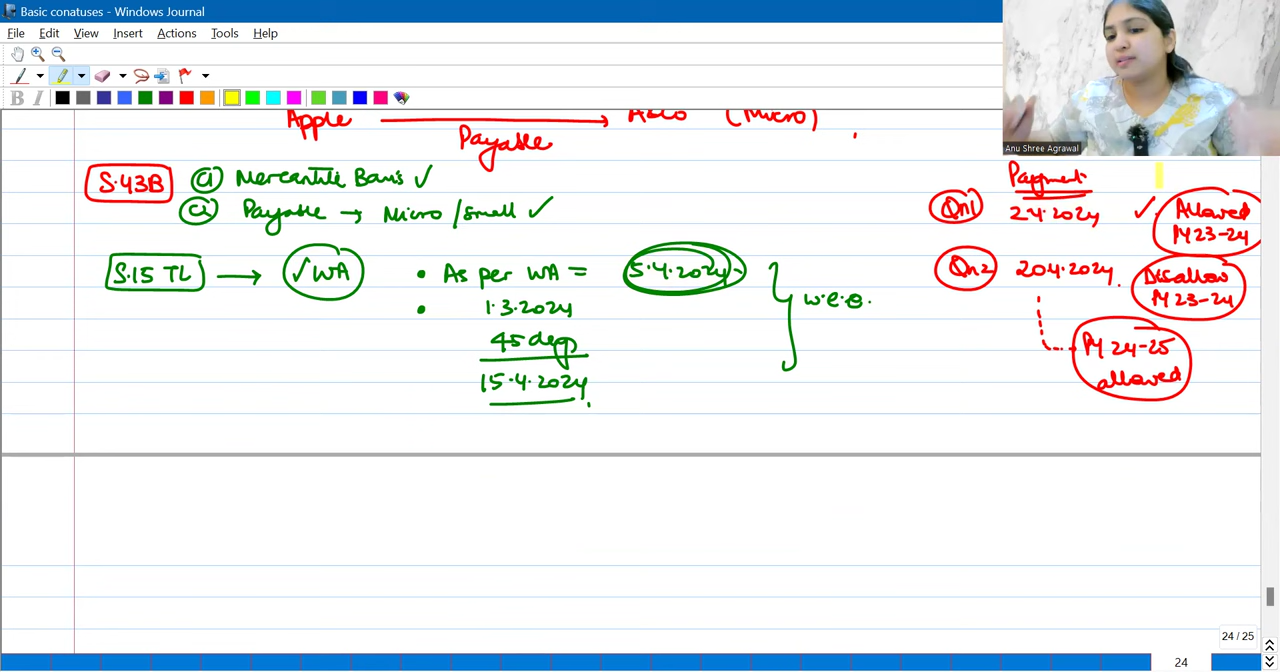 Basic conatuses - Windows Journal
File Edit View Insert Actions Tools Help
B I
Anu Shree Agrawal
Apple Asco (Micro)
Payable
S.43B (i) Mercantile Basis ✓
(ii) Payable → Micro/Small ✓
S.15 TL → ✓WA
• As per WA = 5.4.2024
• 1.3.2024
45 days
15.4.2024
w.e.e.
Payment
Qn1 2.4.2024 ✓ Allowed
PY 23-24
Qn2 20.4.2024. Disallow
PY 23-24
PY 24-25
allowed
24 / 25
24